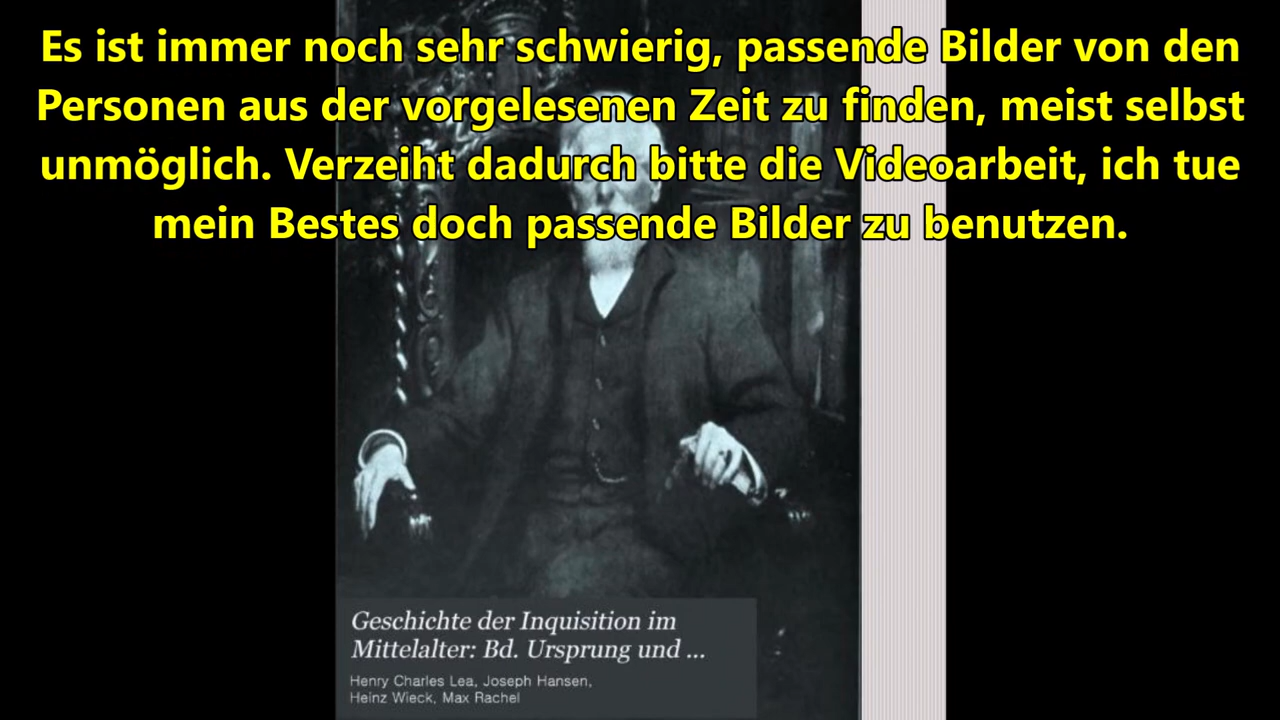 Es ist immer noch sehr schwierig, passende Bilder von den
Personen aus der vorgelesenen Zeit zu finden, meist selbst
unmöglich. Verzeiht dadurch bitte die Videoarbeit, ich tue
mein Bestes doch passende Bilder zu benutzen.
Geschichte der Inquisition im
Mittelalter: Bd. Ursprung und ...
Henry Charles Lea, Joseph Hansen,
Heinz Wieck, Max Rachel